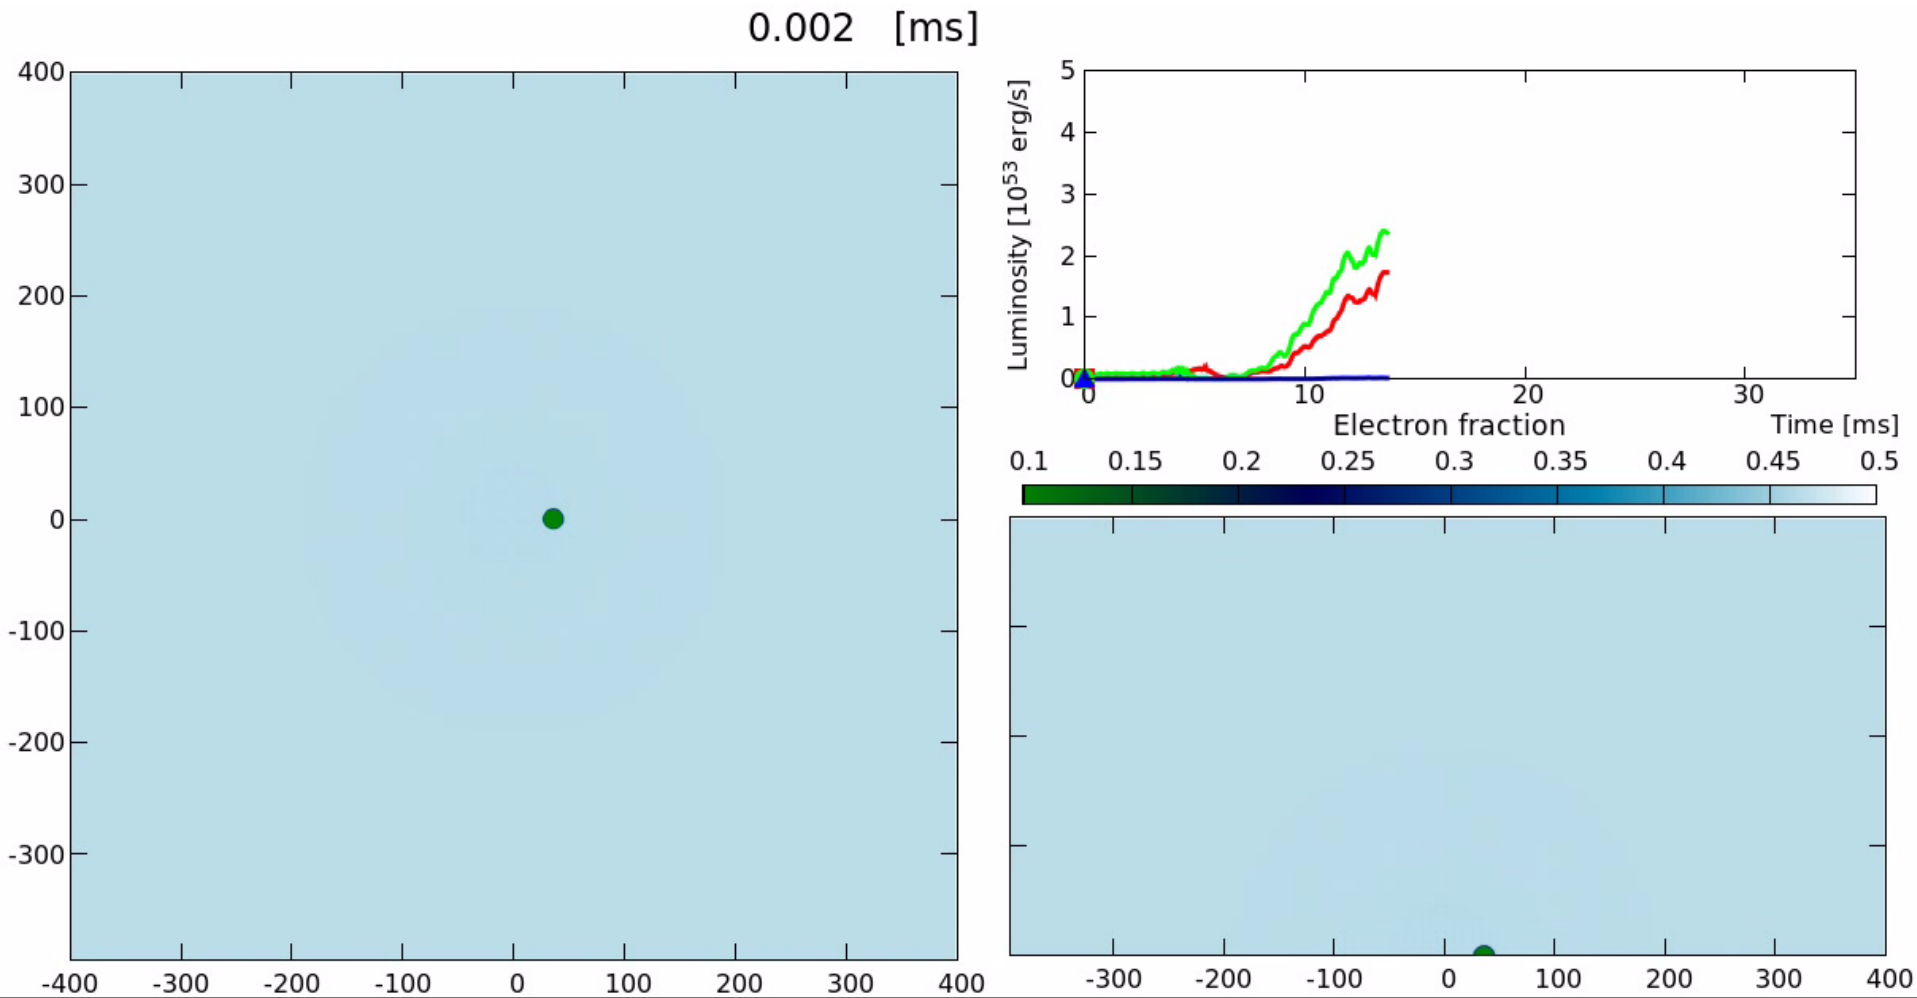 0.002 [ms]
400
300
200
100
0
-100
-200
-300
-400 -300 -200 -100 0 100 200 300 400
Luminosity [10^53 erg/s]
5
4
3
2
1
0
0 10 20 30
Electron fraction Time [ms]
0.1 0.15 0.2 0.25 0.3 0.35 0.4 0.45 0.5
-300 -200 -100 0 100 200 300 400